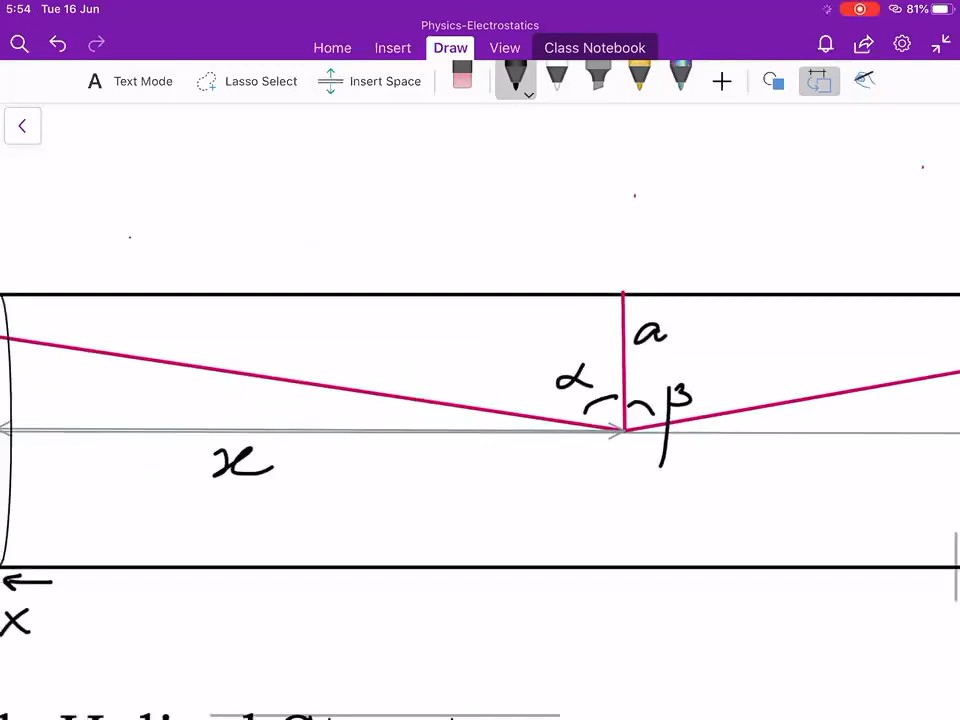 5:54 Tue 16 Jun 81%
Physics-Electrostatics
Home Insert Draw View Class Notebook
A Text Mode Lasso Select Insert Space
a
α β
x
X